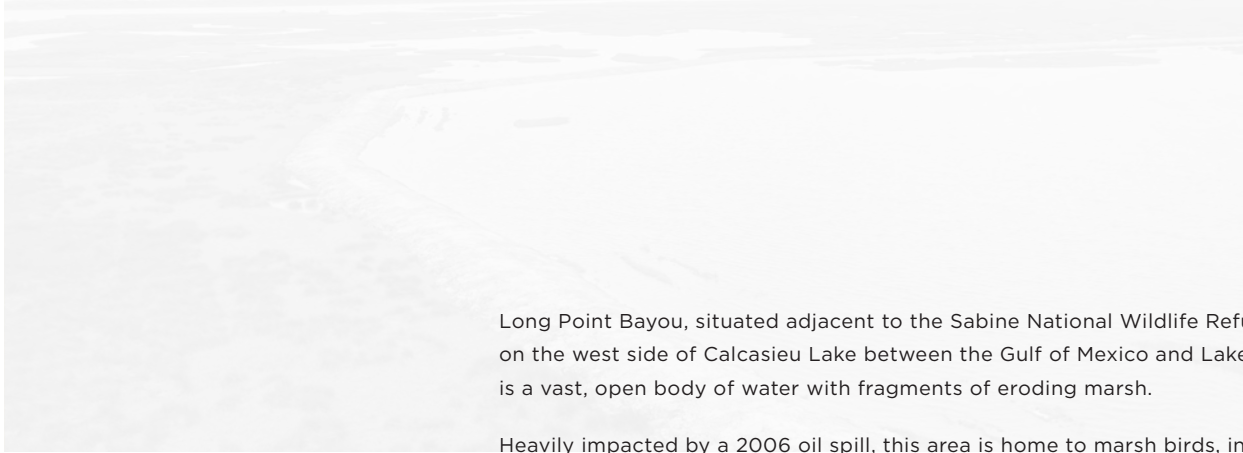 Long Point Bayou, situated adjacent to the Sabine National Wildlife
on the west side of Calcasieu Lake between the Gulf of Mexico and Lake
is a vast, open body of water with fragments of eroding marsh.
Heavily impacted by a 2006 oil spill, this area is home to marsh birds,